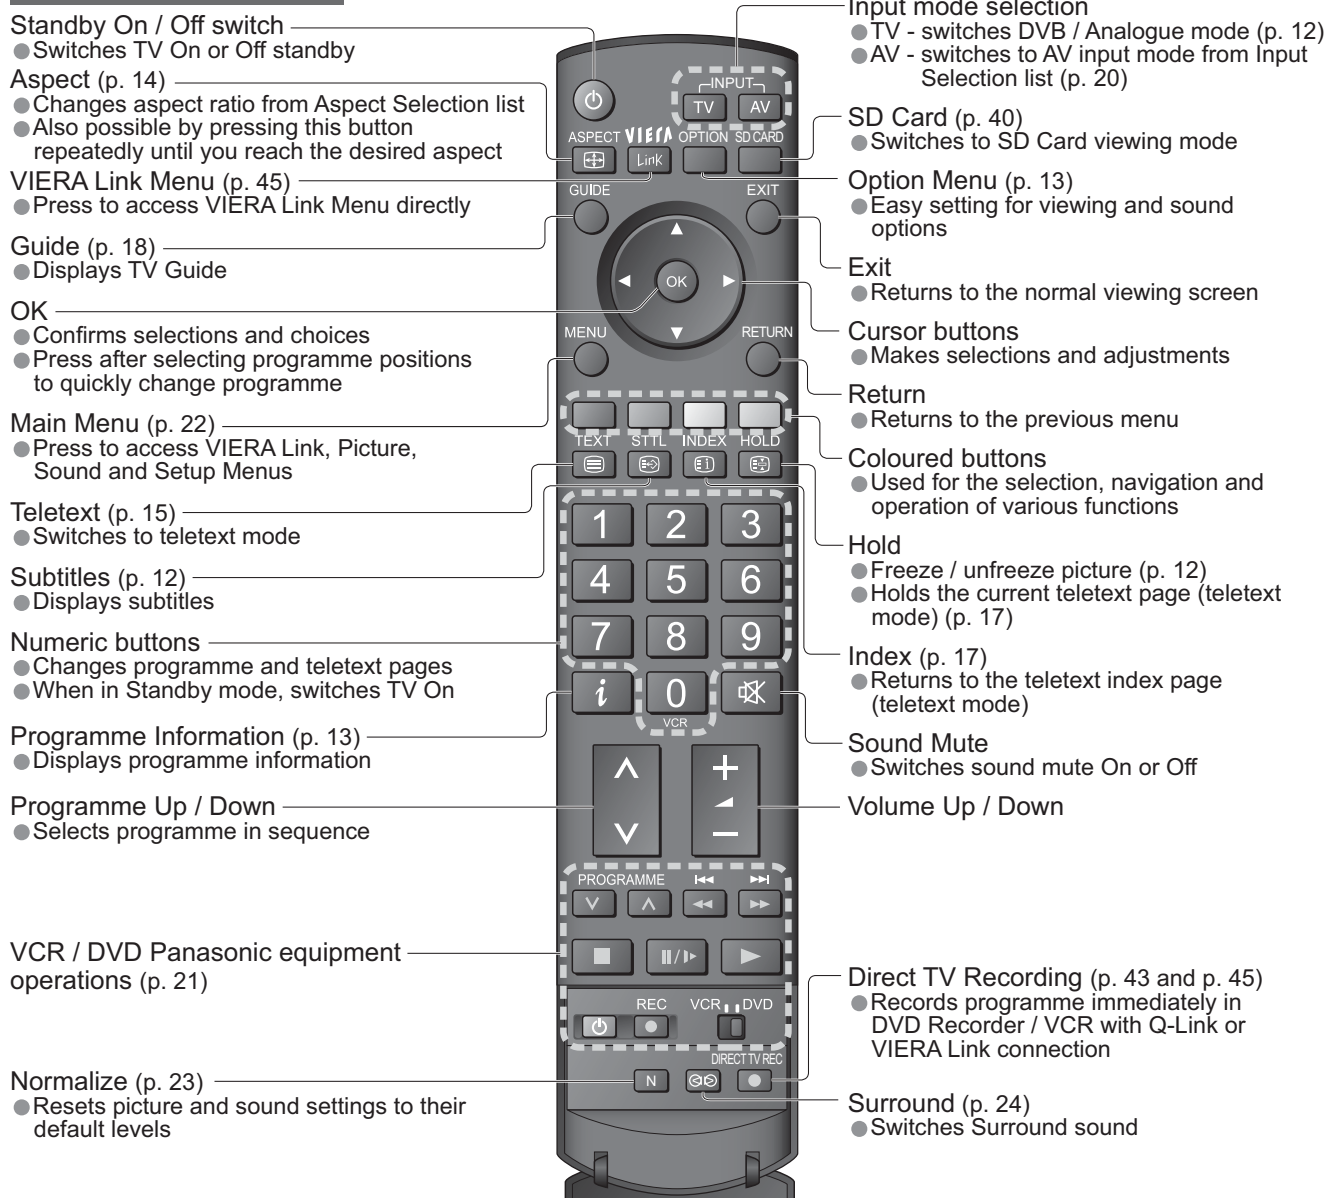 Standby On / Off switch
●Switches TV On or Off standby
Aspect (p. 14)
●Changes aspect ratio from Aspect Selection list
●Also possible by pressing this button
repeatedly until you reach the desired aspect
VIERA Link Menu (p. 45)
●Press to access VIERA Link Menu directly
Guide (p. 18)
●Displays TV Guide
OK
●Confirms selections and choices
●Press after selecting programme positions
to quickly change programme
Main Menu (p. 22)
●Press to access VIERA Link, Picture,
Sound and Setup Menus
Teletext (p. 15)
●Switches to teletext mode
Subtitles (p. 12)
●Displays subtitles
Numeric buttons
●Changes programme and teletext pages
●When in Standby mode, switches TV On
Programme Information (p. 13)
●Displays programme information
Programme Up / Down
●Selects programme in sequence
VCR / DVD Panasonic equipment
operations (p. 21)
Normalize (p. 23)
●Resets picture and sound settings to their
default levels
INPUT
TV AV
ASPECT VIERA OPTION SD CARD
Link
GUIDE EXIT
OK
MENU RETURN
TEXT STTL INDEX HOLD
1 2 3
4 5 6
7 8 9
i 0
VCR
PROGRAMME
REC VCR DVD
DIRECT TV REC
N
Input mode selection
●TV - switches DVB / Analogue mode (p. 12)
●AV - switches to AV input mode from Input
Selection list (p. 20)
SD Card (p. 40)
●Switches to SD Card viewing mode
Option Menu (p. 13)
●Easy setting for viewing and sound
options
Exit
●Returns to the normal viewing screen
Cursor buttons
●Makes selections and adjustments
Return
●Returns to the previous menu
Coloured buttons
●Used for the selection, navigation and
operation of various functions
Hold
●Freeze / unfreeze picture (p. 12)
●Holds the current teletext page (teletext
mode) (p. 17)
Index (p. 17)
●Returns to the teletext index page
(teletext mode)
Sound Mute
●Switches sound mute On or Off
Volume Up / Down
Direct TV Recording (p. 43 and p. 45)
●Records programme immediately in
DVD Recorder / VCR with Q-Link or
VIERA Link connection
Surround (p. 24)
●Switches Surround sound